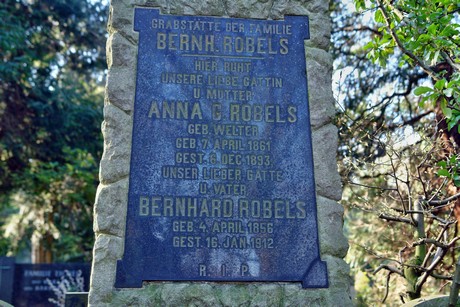 GRABSTÄTTE DER FAMILIE
BERNH. ROBELS
HIER RUHT
UNSERE LIEBE GATTIN
U. MUTTER
ANNA C. ROBELS
GEB. WELTER
GEB. 7. APRIL 1861
GEST. 6. DEC. 1893.
UNSER LIEBER GATTE
U. VATER
BERNHARD ROBELS
GEB. 4. APRIL 1856
GEST. 16. JAN. 1912.
R. I. P.
FAMILIE